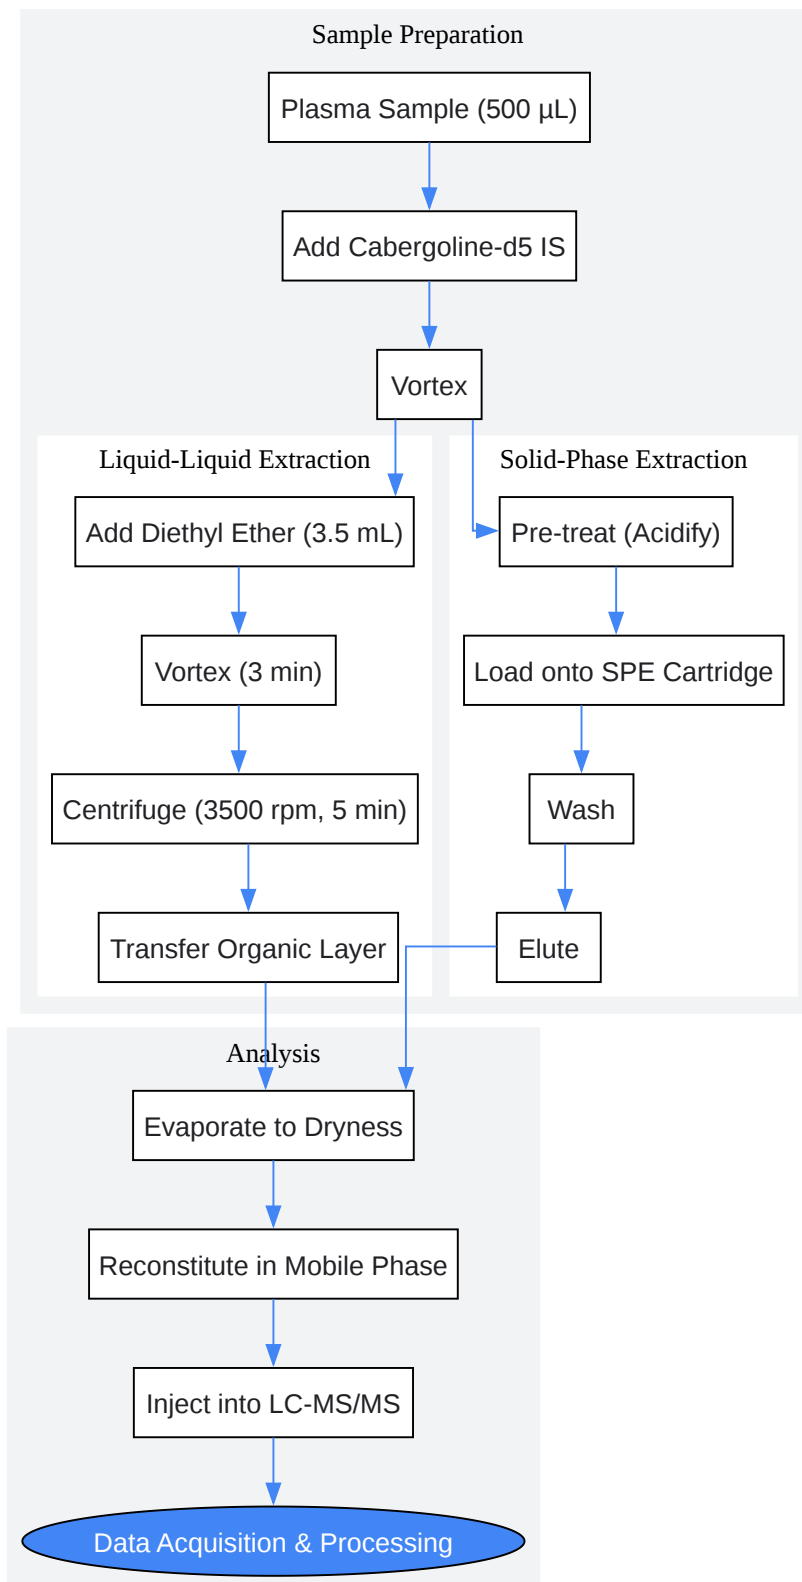 Sample Preparation
Plasma Sample (500 µL)
Add Cabergoline-d5 IS
Vortex
Liquid-Liquid Extraction
Add Diethyl Ether (3.5 mL)
Vortex (3 min)
Centrifuge (3500 rpm, 5 min)
Transfer Organic Layer
Solid-Phase Extraction
Pre-treat (Acidify)
Load onto SPE Cartridge
Wash
Elute
Analysis
Evaporate to Dryness
Reconstitute in Mobile Phase
Inject into LC-MS/MS
Data Acquisition & Processing